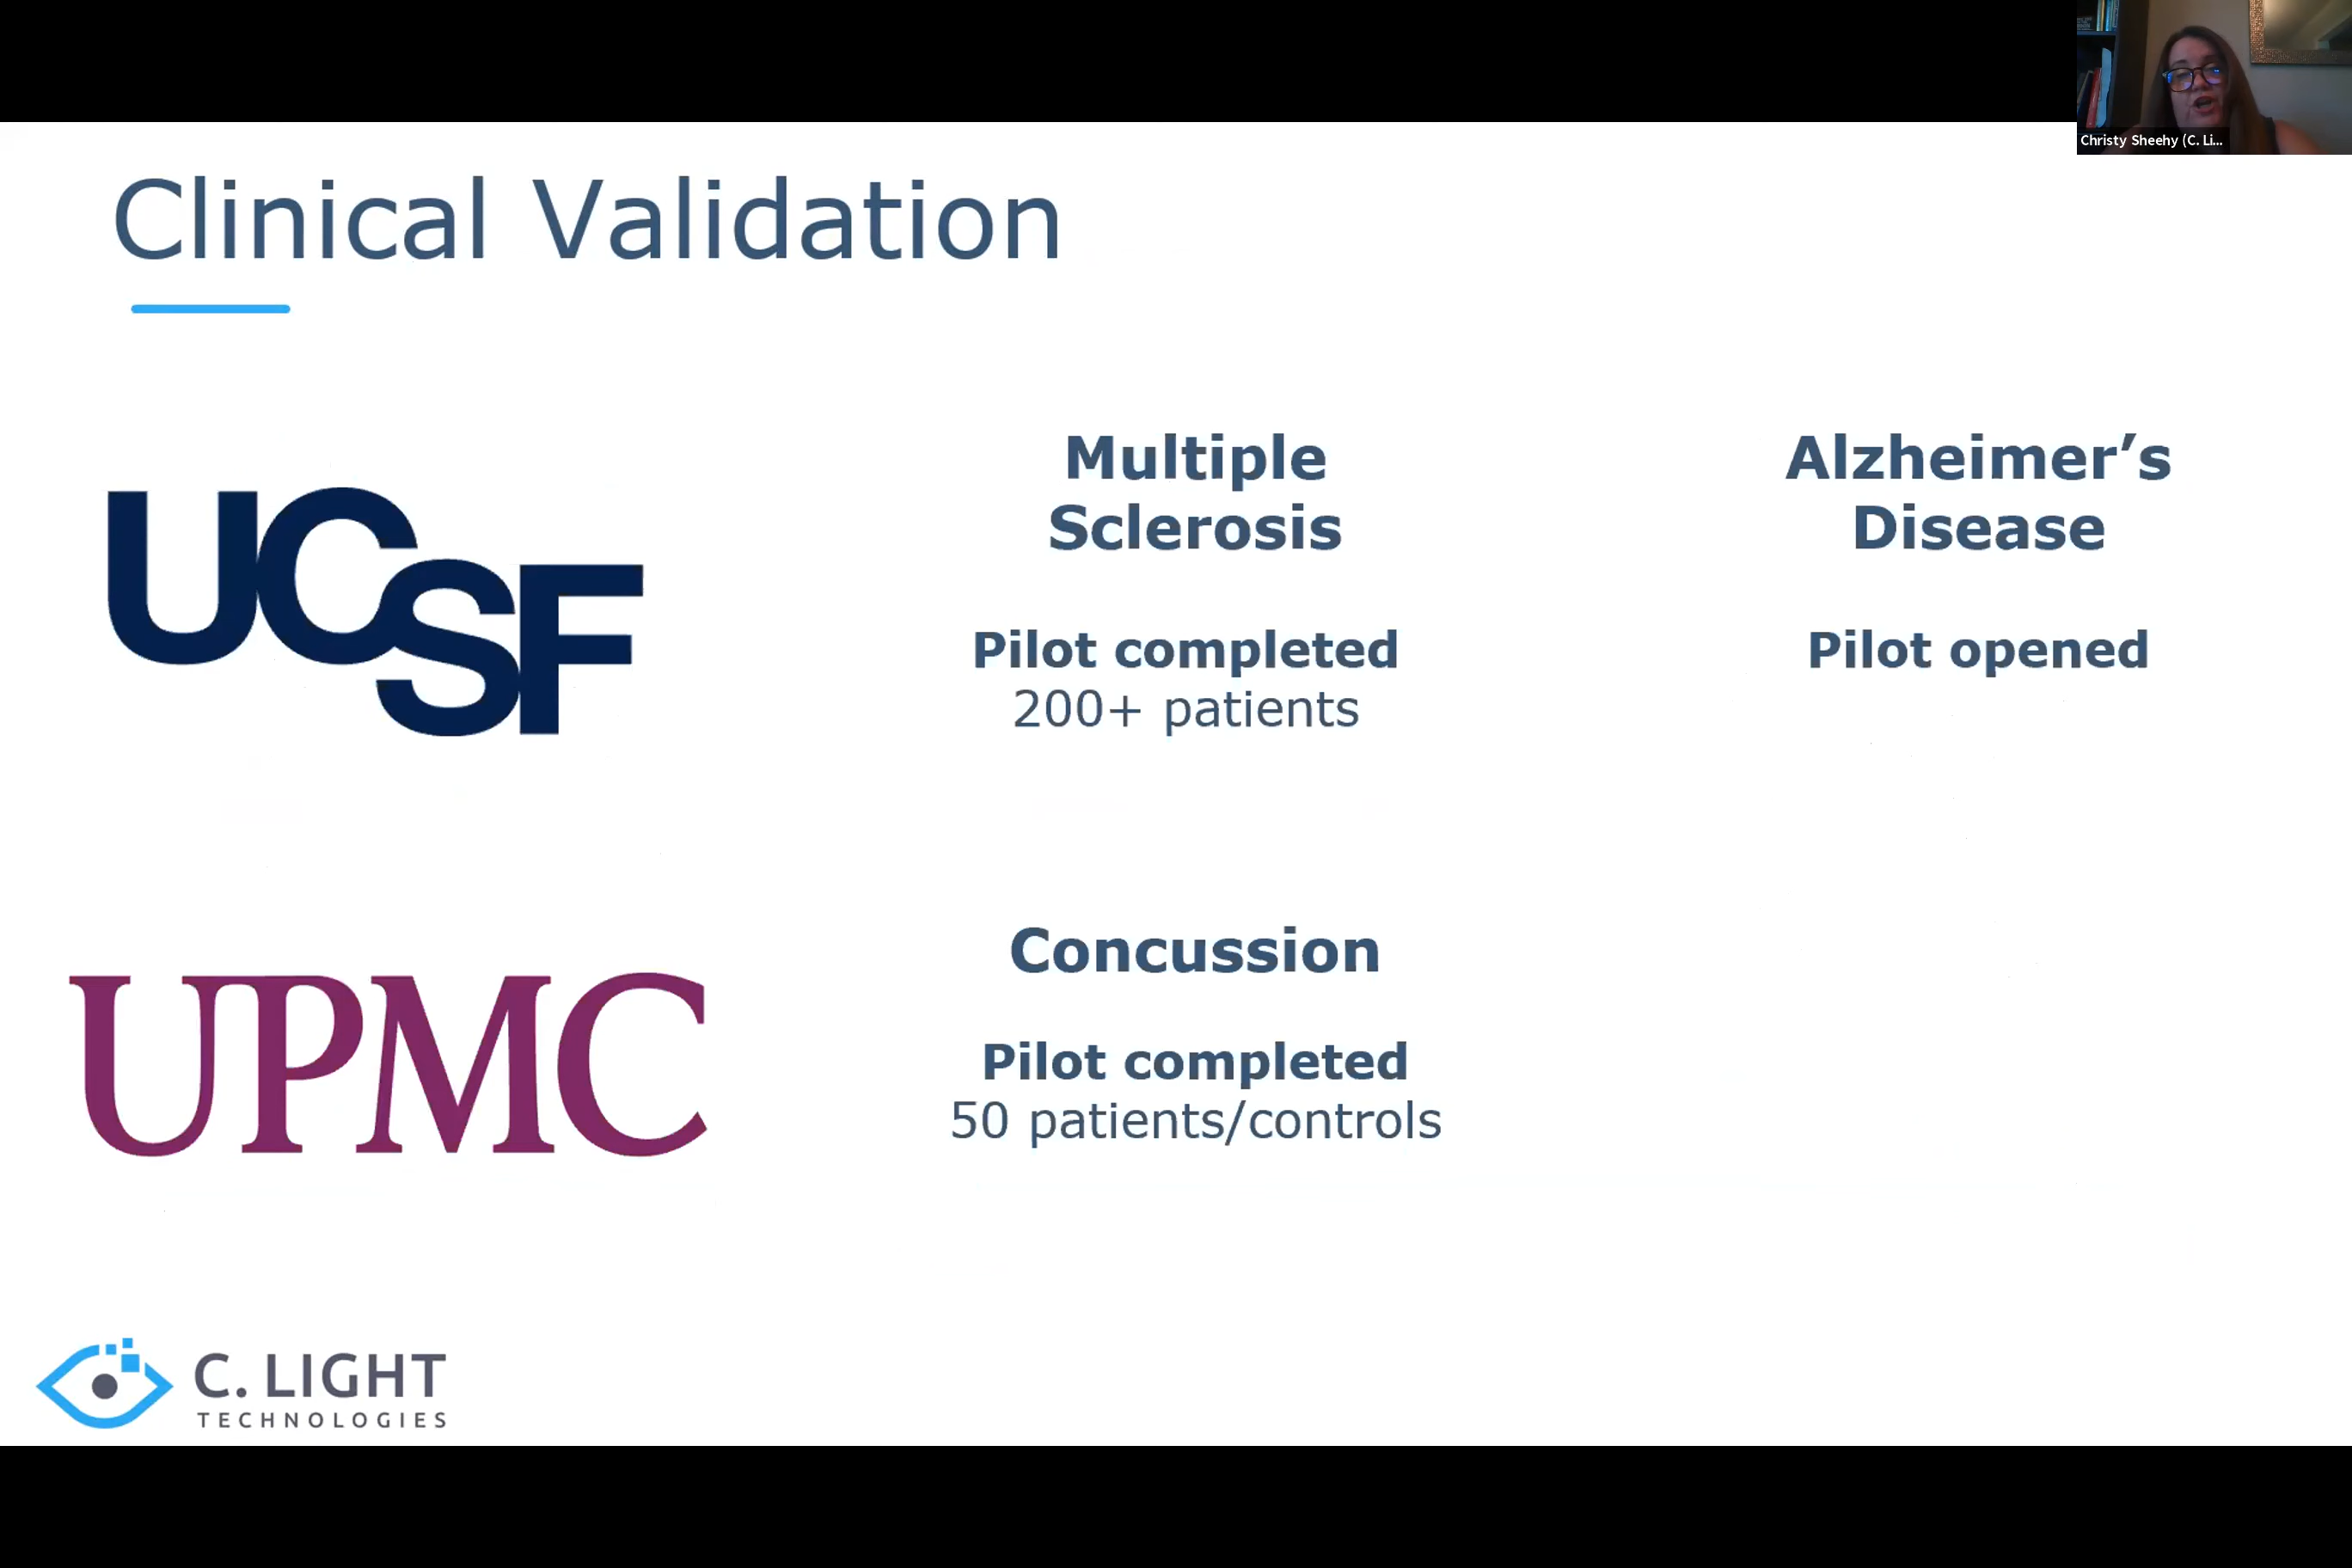 Christy Sheehy (C. Li...
Clinical Validation
UCSF
Multiple
Sclerosis
Pilot completed
200+ patients
Alzheimer’s
Disease
Pilot opened
UPMC
Concussion
Pilot completed
50 patients/controls
C. LIGHT
TECHNOLOGIES